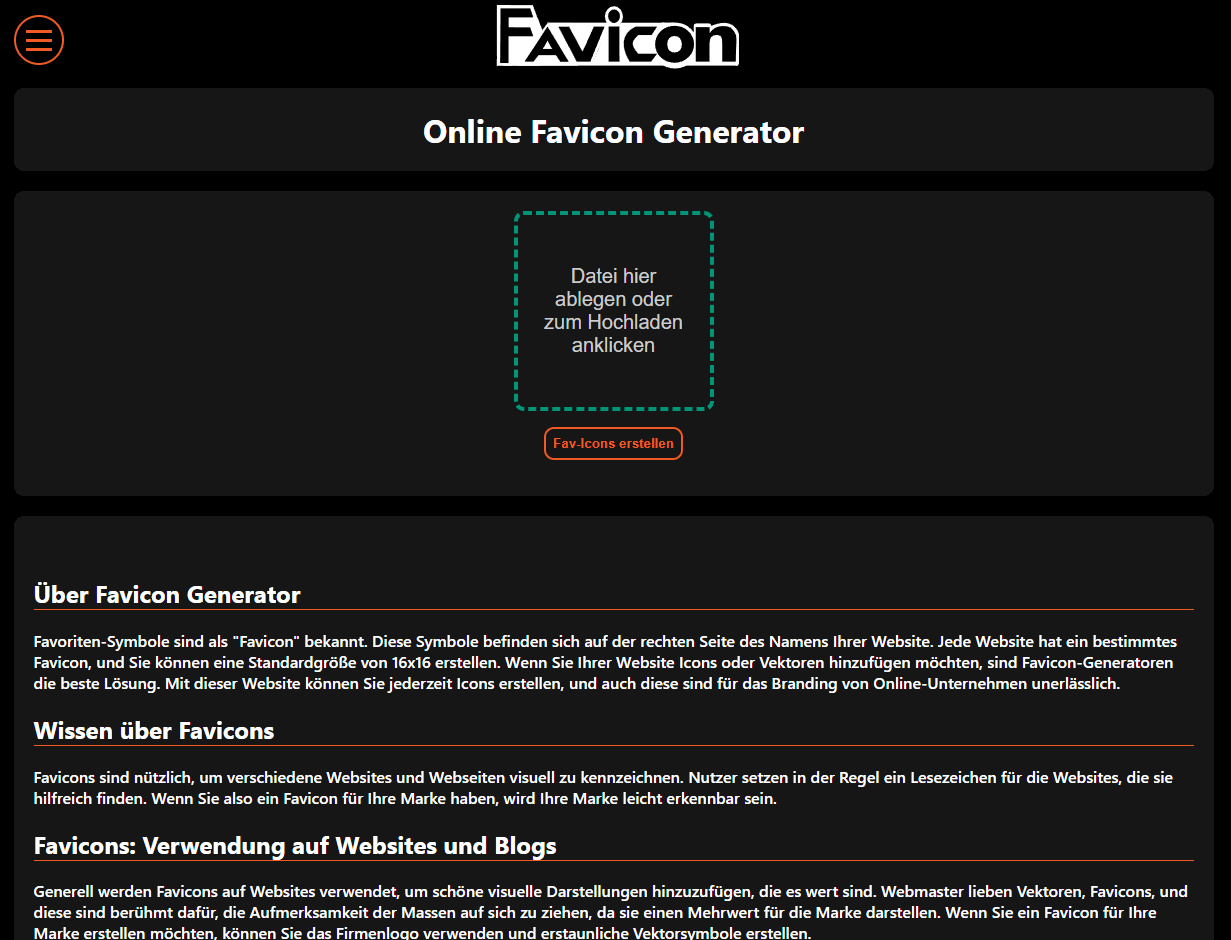 Favicon
Online Favicon Generator
Datei hier
ablegen oder
zum Hochladen
anklicken
Fav-Icons erstellen
Über Favicon Generator
Favoriten-Symbole sind als "Favicon" bekannt. Diese Symbole befinden sich auf der rechten Seite des Namens Ihrer Website. Jede Website hat ein bestimmtes
Favicon, und Sie können eine Standardgröße von 16x16 erstellen. Wenn Sie Ihrer Website Icons oder Vektoren hinzufügen möchten, sind Favicon-Generatoren
die beste Lösung. Mit dieser Website können Sie jederzeit Icons erstellen, und auch diese sind für das Branding von Online-Unternehmen unerlässlich.
Wissen über Favicons
Favicons sind nützlich, um verschiedene Websites und Webseiten visuell zu kennzeichnen. Nutzer setzen in der Regel ein Lesezeichen für die Websites, die sie
hilfreich finden. Wenn Sie also ein Favicon für Ihre Marke haben, wird Ihre Marke leicht erkennbar sein.
Favicons: Verwendung auf Websites und Blogs
Generell werden Favicons auf Websites verwendet, um schöne visuelle Darstellungen hinzuzufügen, die es wert sind. Webmaster lieben Vektoren, Favicons, und
diese sind berühmt dafür, die Aufmerksamkeit der Massen auf sich zu ziehen, da sie einen Mehrwert für die Marke darstellen. Wenn Sie ein Favicon für Ihre
Marke erstellen möchten, können Sie das Firmenlogo verwenden und erstaunliche Vektorsymbole erstellen.